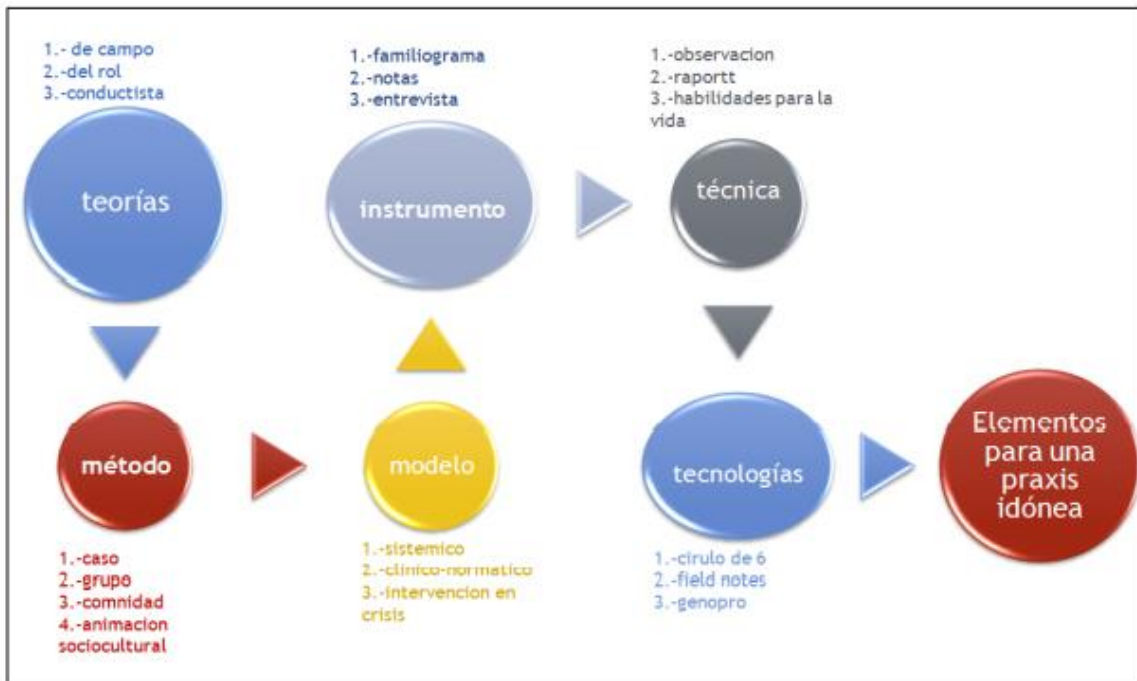 1.- de campo
2.-del rol
3.-conductista
teorías
método
1.-caso
2.-grupo
3.-comnidad
4.-animacion
sociocultural
modelo
1.-sistemico
2.-clinico-normatico
3.-intervencion en
crisis
1.-familiograma
2.-notas
3.-entrevista
instrumento
1.-observacion
2.-raportt
3.-habilidades para la
vida
técnica
tecnologías
1.-cirulo de 6
2.-field notes
3.-genopro
Elementos
para una
praxis
idónea